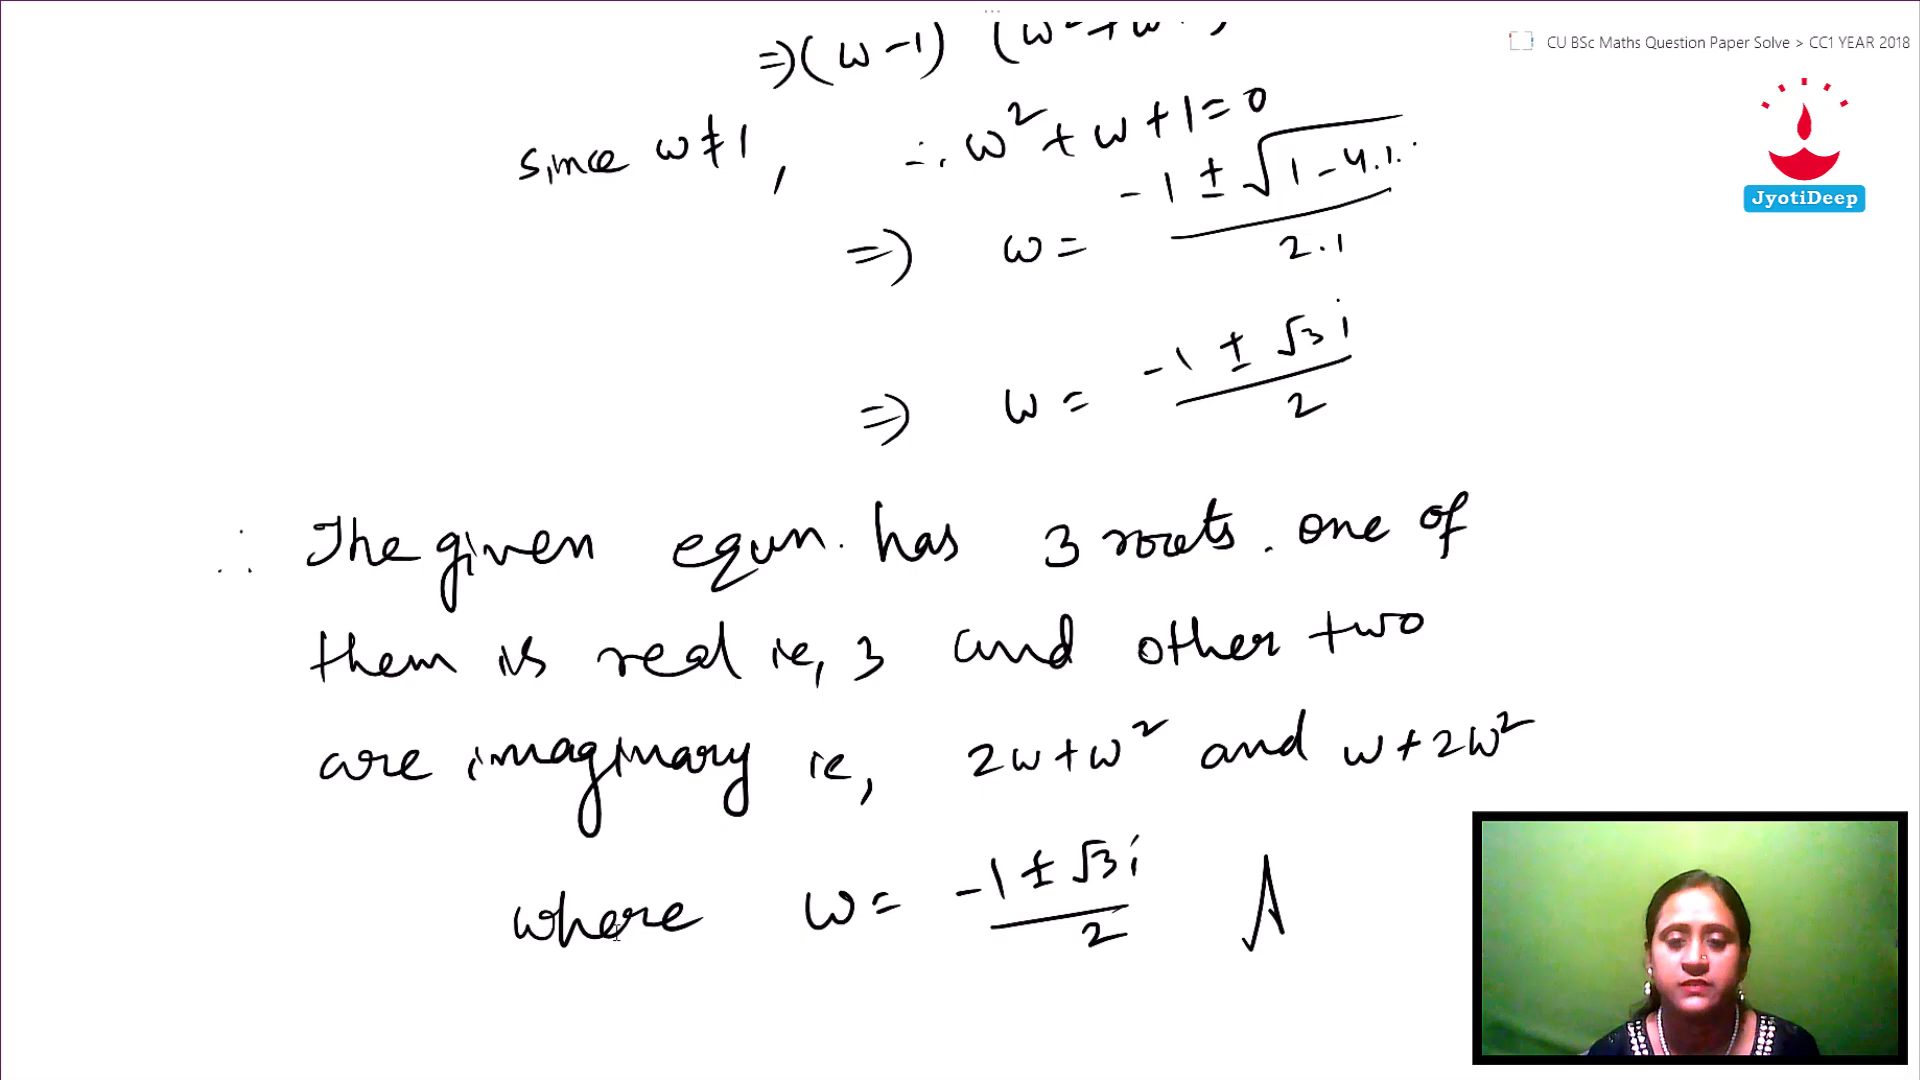 ⇒(ω-1) (ω²+ω
CU BSc Maths Question Paper Solve > CC1 YEAR 2018
JyotiDeep
since ω≠1, ∴ ω²+ω+1=0
⇒ ω = (-1 ± √(1-4.1.))/2.1
⇒ ω = (-1 ± √3 i)/2
∴ The given equn. has 3 roots. one of
them is real ie, 3 and other two
are imaginary ie, 2ω+ω² and ω+2ω²
where ω = (-1 ± √3 i)/2